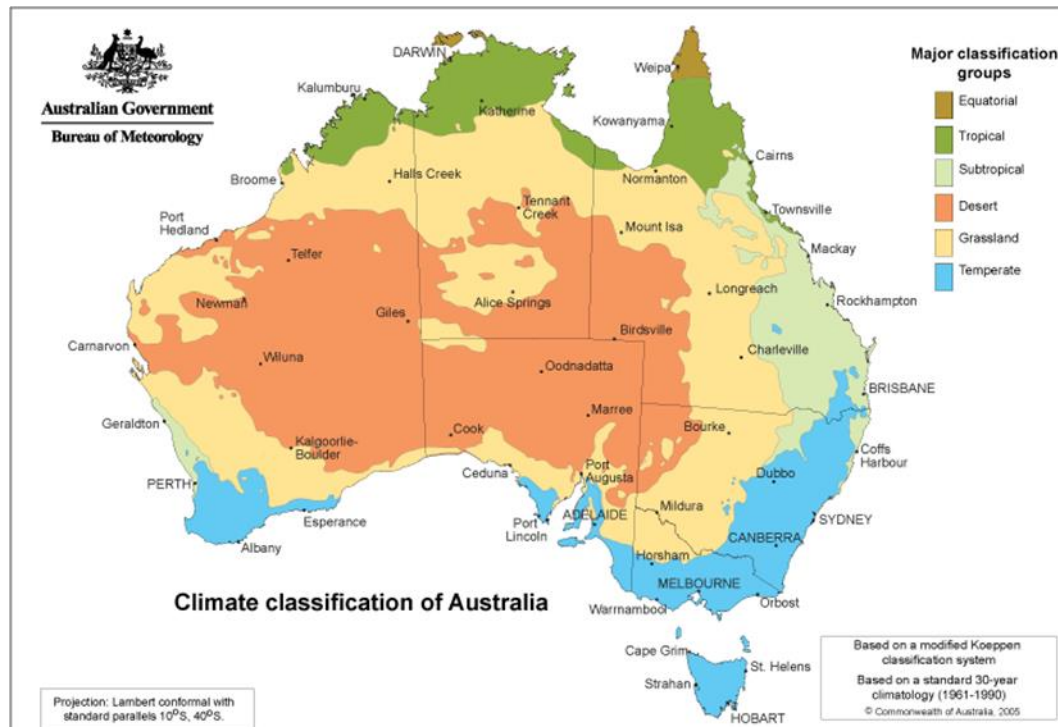 Australian Government
Bureau of Meteorology
DARWIN
Weipa
Kalumburu
Katherine
Kowanyama
Cairns
Broome
Halls Creek
Normanton
Townsville
Port
Hedland
Tennant
Creek
Mount Isa
Mackay
Telfer
Newman
Alice Springs
Longreach
Rockhampton
Giles
Birdsville
Carnarvon
Wiluna
Charleville
Oodnadatta
BRISBANE
Geraldton
Marree
Bourke
Coffs
Harbour
Kalgoorlie-
Boulder
Cook
Ceduna
Port
Augusta
Dubbo
PERTH
Esperance
Port
Lincoln
ADELAIDE
Mildura
SYDNEY
Albany
CANBERRA
Horsham
MELBOURNE
Warrnambool
Orbost
Cape Grim
St. Helens
Strahan
HOBART
Major classification
groups
Equatorial
Tropical
Subtropical
Desert
Grassland
Temperate
Climate classification of Australia
Projection: Lambert conformal with
standard parallels 10°S, 40°S.
Based on a modified Koeppen
classification system
Based on a standard 30-year
climatology (1961-1990)
© Commonwealth of Australia, 2005